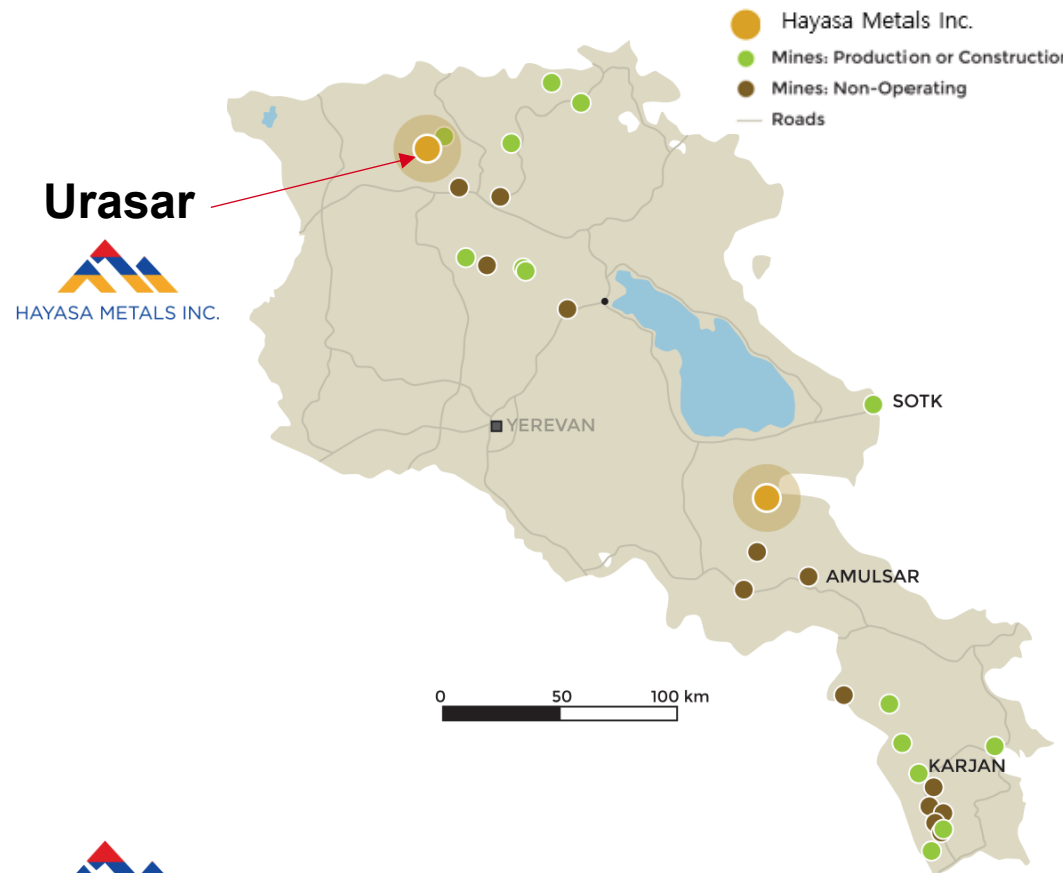 Hayasa Metals Inc.
Mines: Production or Construction
Mines: Non-Operating
Roads
Urasar
HAYASA METALS INC.
SOTK
YEREVAN
AMULSAR
0 50 100 km
KARJAN